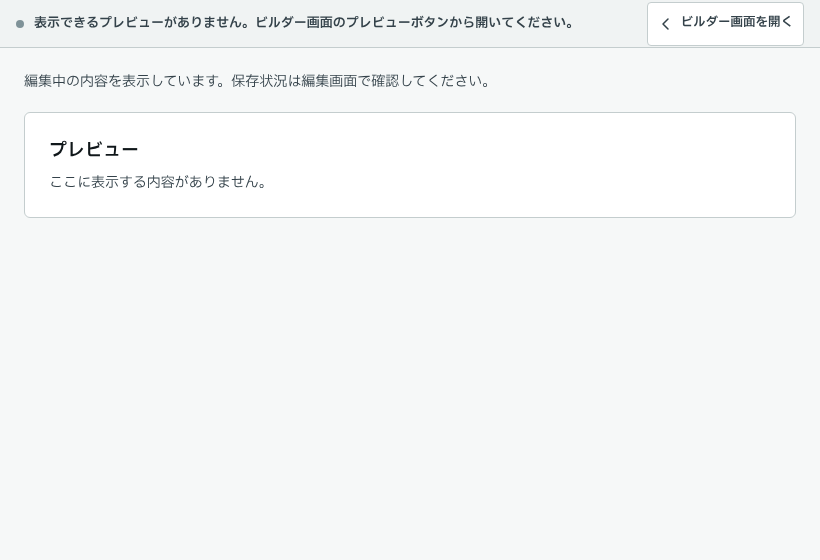 表示できるプレビューがありません。ビルダー画面のプレビューボタンから開いてください。
ビルダー画面を開く
編集中の内容を表示しています。保存状況は編集画面で確認してください。
プレビュー
ここに表示する内容がありません。